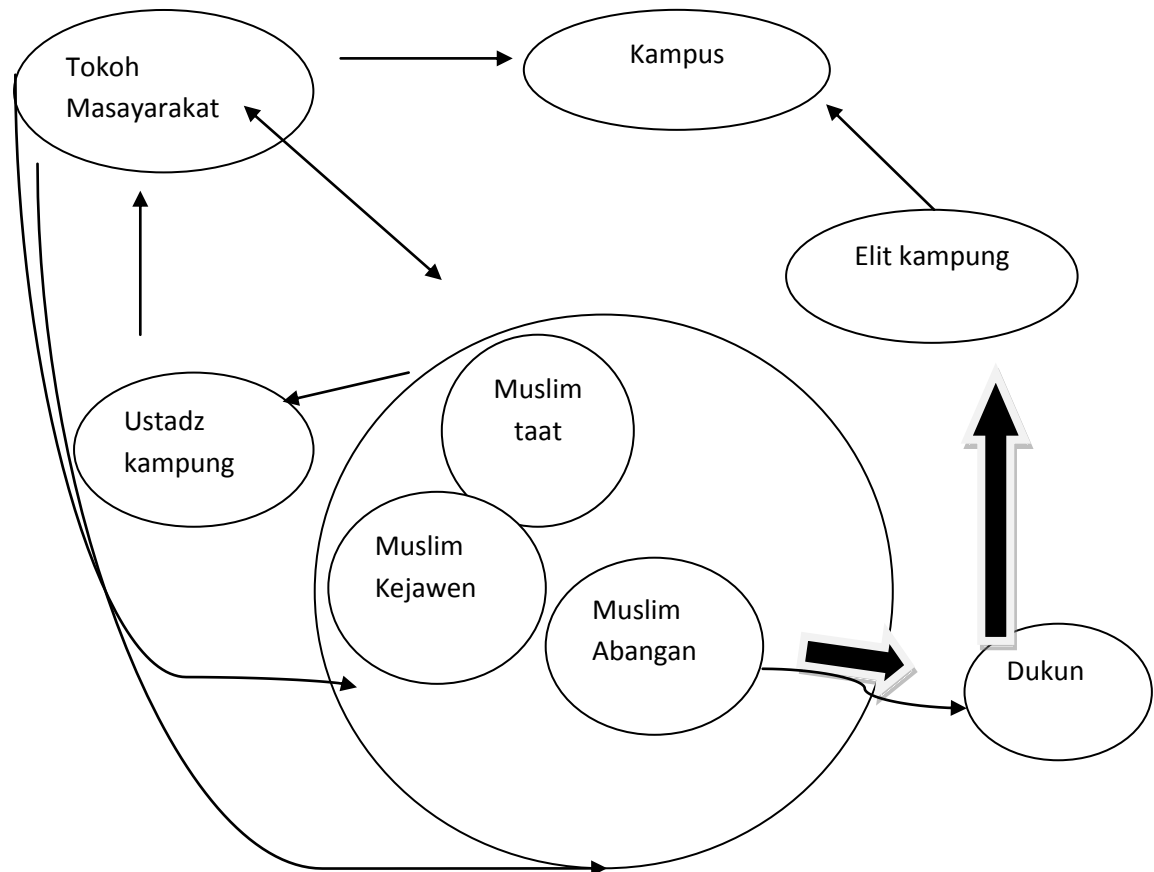 Tokoh
Masayarakat
Kampus
Elit kampung
Ustadz
kampung
Muslim
taat
Muslim
Kejawen
Muslim
Abangan
Dukun